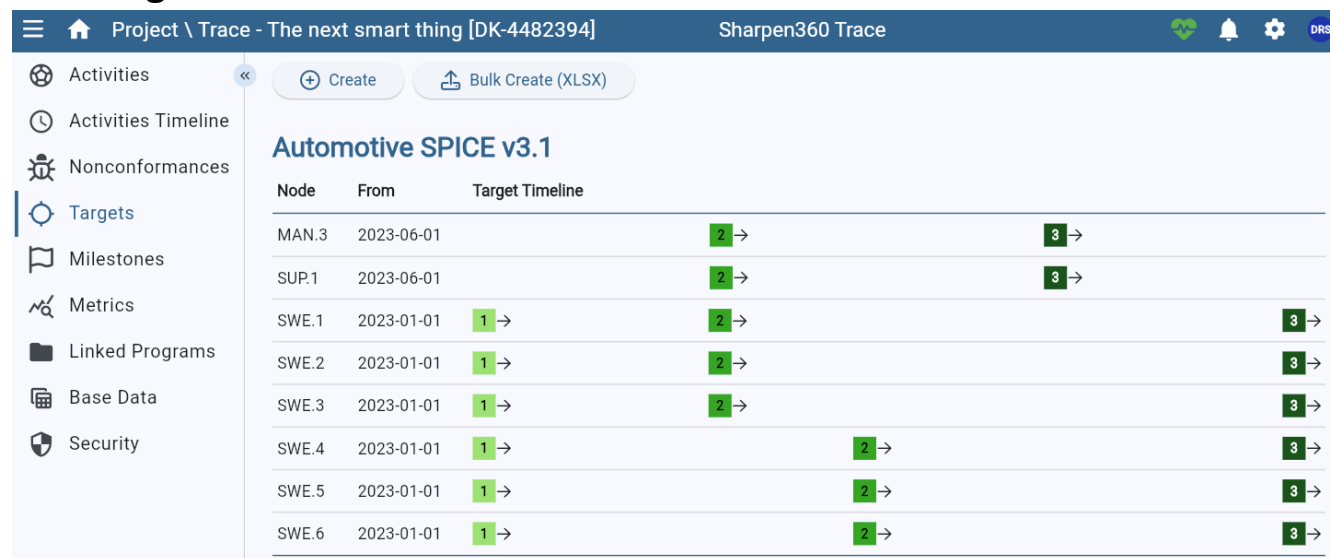 Project \ Trace - The next smart thing [DK-4482394]
Sharpen360 Trace
DRS
Activities
Activities Timeline
Nonconformances
Targets
Milestones
Metrics
Linked Programs
Base Data
Security
Create
Bulk Create (XLSX)
Automotive SPICE v3.1
Node From Target Timeline
MAN.3 2023-06-01 2 → 3 →
SUP.1 2023-06-01 2 → 3 →
SWE.1 2023-01-01 1 → 2 → 3 →
SWE.2 2023-01-01 1 → 2 → 3 →
SWE.3 2023-01-01 1 → 2 → 3 →
SWE.4 2023-01-01 1 → 2 → 3 →
SWE.5 2023-01-01 1 → 2 → 3 →
SWE.6 2023-01-01 1 → 2 → 3 →